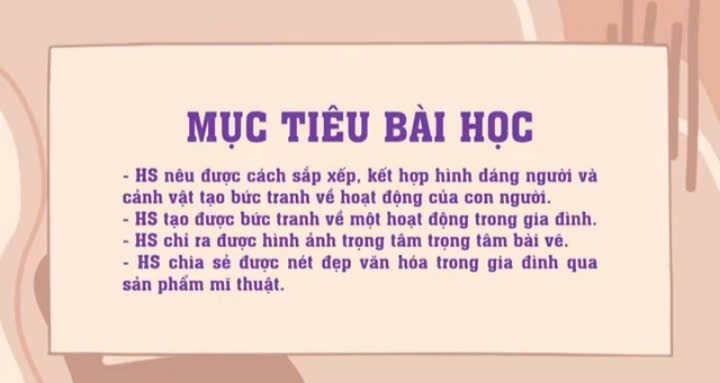 MỤC TIÊU BÀI HỌC
- HS nêu được cách sắp xếp, kết hợp hình dáng người và
cảnh vật tạo bức tranh về hoạt động của con người.
- HS tạo được bức tranh về một hoạt động trong gia đình.
- HS chỉ ra được hình ảnh trọng tâm trọng tâm bài vẽ.
- HS chia sẻ được nét đẹp văn hóa trong gia đình qua
sản phẩm mĩ thuật.